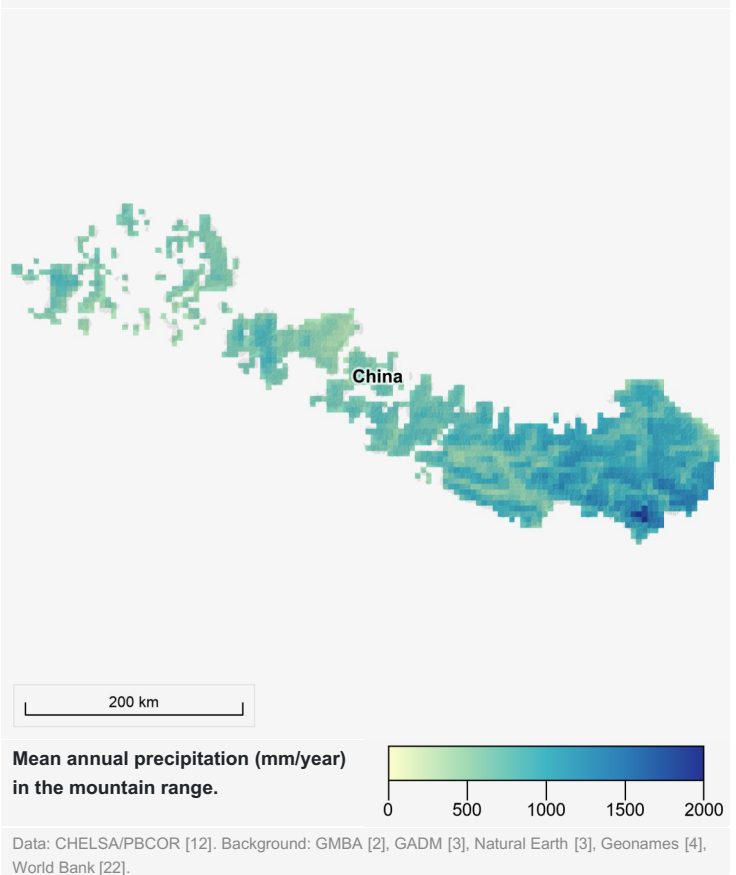 China
200 km
Mean annual precipitation (mm/year)
in the mountain range.
0 500 1000 1500 2000
Data: CHELSA/PBCOR [12]. Background: GMBA [2], GADM [3], Natural Earth [3], Geonames [4],
World Bank [22].